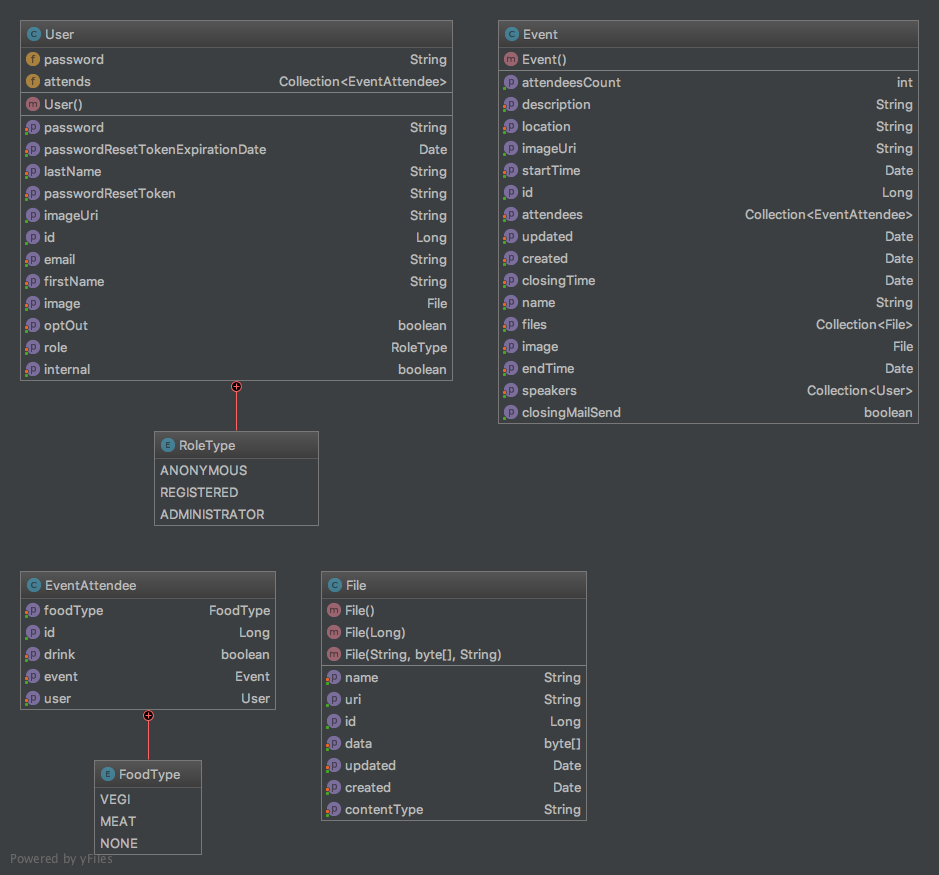 User
password String
attends Collection<EventAttendee>
User()
password String
passwordResetTokenExpirationDate Date
lastName String
passwordResetToken String
imageUri String
id Long
email String
firstName String
image File
optOut boolean
role RoleType
internal boolean
RoleType
ANONYMOUS
REGISTERED
ADMINISTRATOR
Event
Event()
attendeesCount int
description String
location String
imageUri String
startTime Date
id Long
attendees Collection<EventAttendee>
updated Date
created Date
closingTime Date
name String
files Collection<File>
image File
endTime Date
speakers Collection<User>
closingMailSend boolean
EventAttendee
foodType FoodType
id Long
drink boolean
event Event
user User
FoodType
VEGI
MEAT
NONE
File
File()
File(Long)
File(String, byte[], String)
name String
uri String
id Long
data byte[]
updated Date
created Date
contentType String
Powered by yFiles